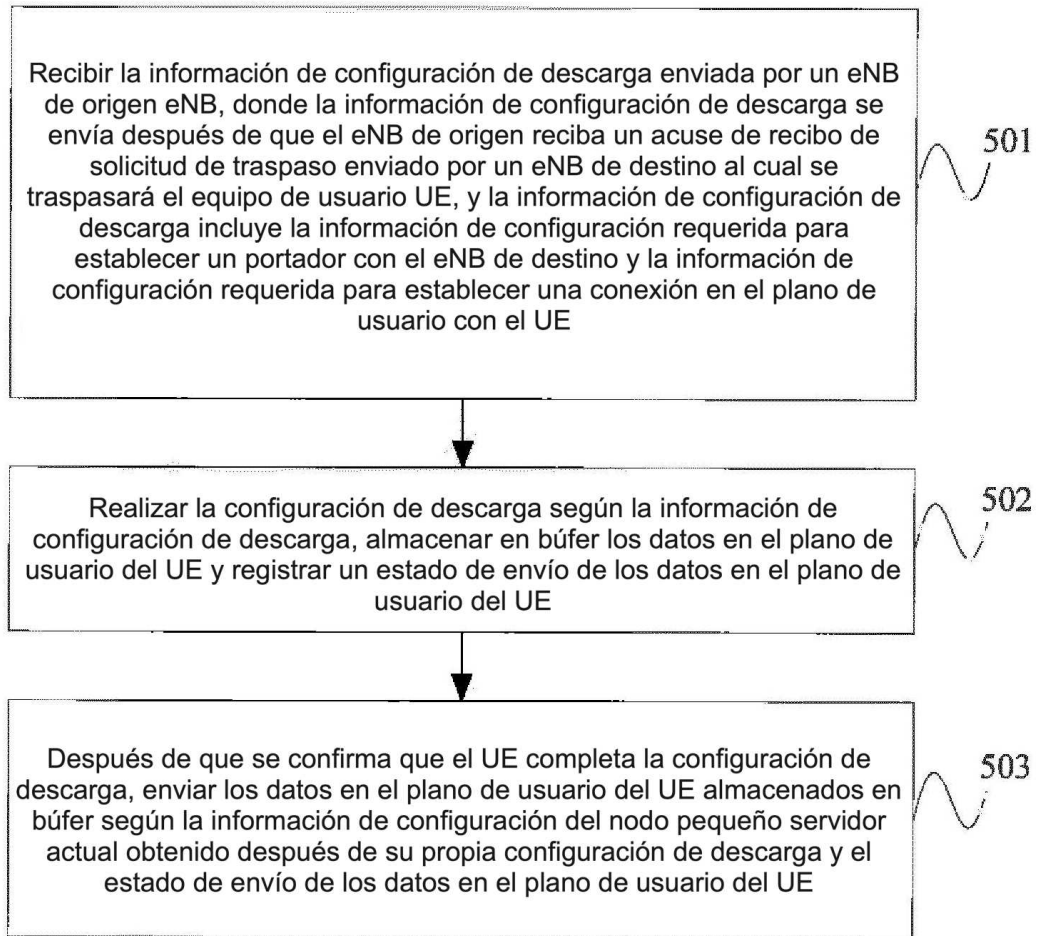 Recibir la información de configuración de descarga enviada por un eNB
de origen eNB, donde la información de configuración de descarga se
envía después de que el eNB de origen reciba un acuse de recibo de
solicitud de traspaso enviado por un eNB de destino al cual se
traspasará el equipo de usuario UE, y la información de configuración de
descarga incluye la información de configuración requerida para
establecer un portador con el eNB de destino y la información de
configuración requerida para establecer una conexión en el plano de
usuario con el UE
501
Realizar la configuración de descarga según la información de
configuración de descarga, almacenar en búfer los datos en el plano de
usuario del UE y registrar un estado de envío de los datos en el plano de
usuario del UE
502
Después de que se confirma que el UE completa la configuración de
descarga, enviar los datos en el plano de usuario del UE almacenados en
búfer según la información de configuración del nodo pequeño servidor
actual obtenido después de su propia configuración de descarga y el
estado de envío de los datos en el plano de usuario del UE
503